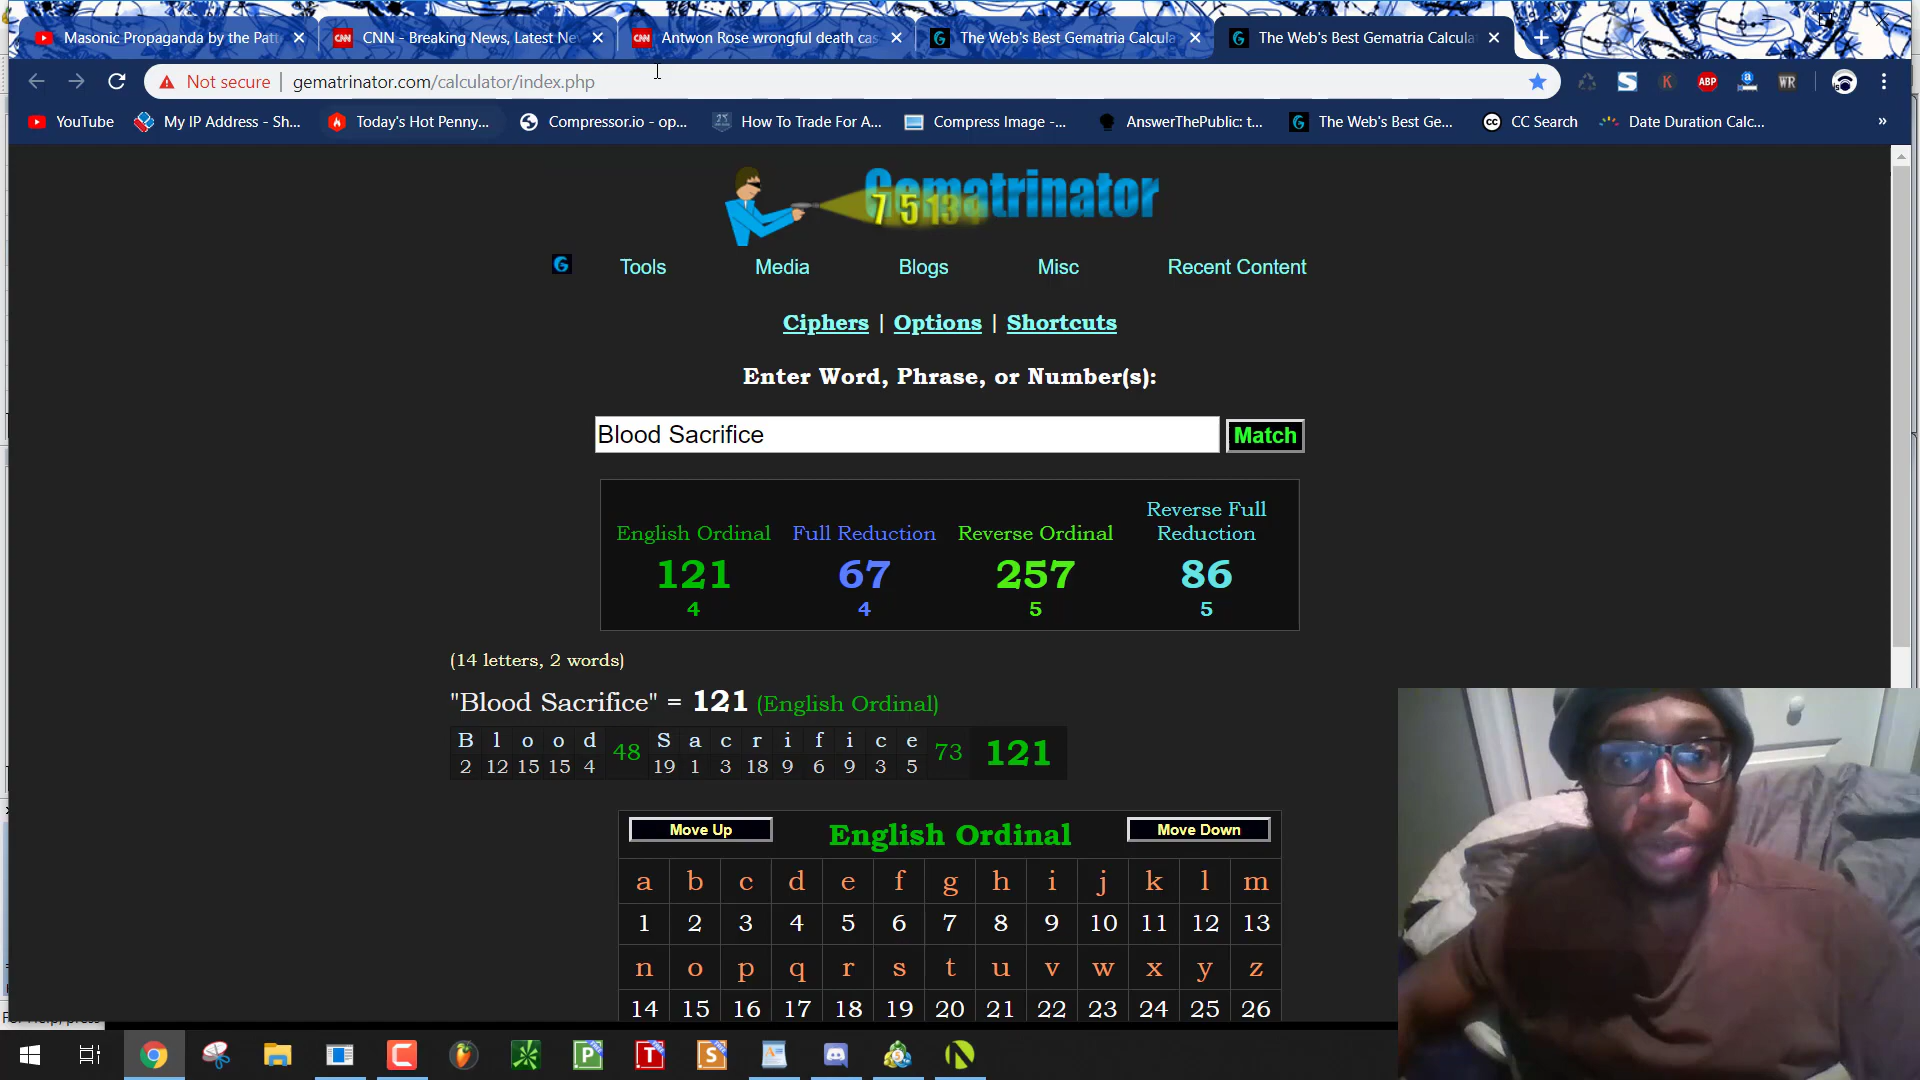 Masonic Propaganda by the Patt
CNN - Breaking News, Latest Ne
Antwon Rose wrongful death cas
The Web's Best Gematria Calcula
The Web's Best Gematria Calculat
Not secure | gematrinator.com/calculator/index.php
ABP
WR
YouTube
My IP Address - Sh...
Today's Hot Penny...
Compressor.io - op...
How To Trade For A...
Compress Image -...
AnswerThePublic: t...
The Web's Best Ge...
CC Search
Date Duration Calc...
»
Gematrinator
7 5 13
Tools Media Blogs Misc Recent Content
Ciphers | Options | Shortcuts
Enter Word, Phrase, or Number(s):
Blood Sacrifice
Match
English Ordinal Full Reduction Reverse Ordinal Reverse Full Reduction
121 67 257 86
4 4 5 5
(14 letters, 2 words)
"Blood Sacrifice" = 121 (English Ordinal)
B l o o d 48 S a c r i f i c e 73 121
2 12 15 15 4 19 1 3 18 9 6 9 3 5
Move Up English Ordinal Move Down
a b c d e f g h i j k l m
1 2 3 4 5 6 7 8 9 10 11 12 13
n o p q r s t u v w x y z
14 15 16 17 18 19 20 21 22 23 24 25 26